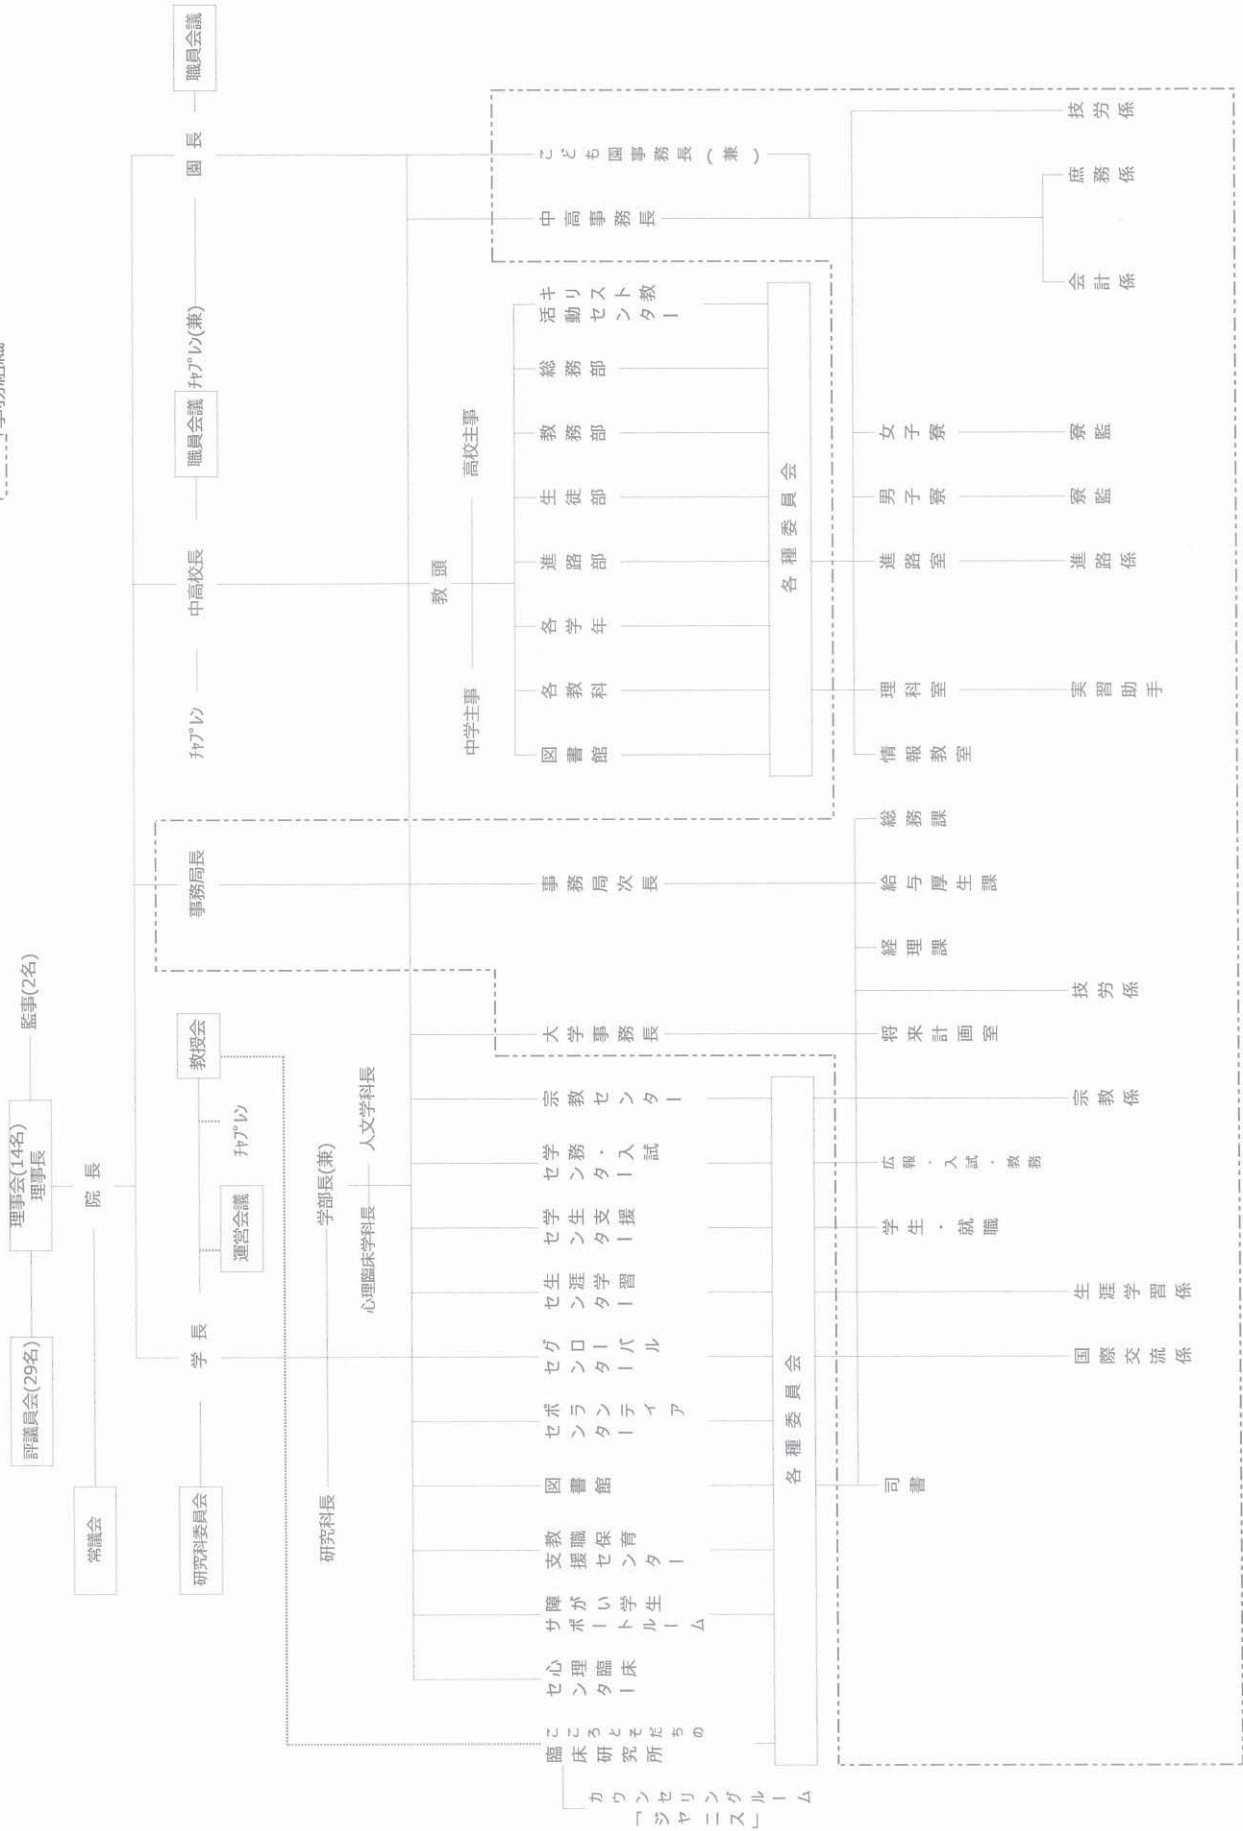 理事会(14名)
理事長
監事(2名)
評議員会(29名)
院長
常議会
学長
研究科委員会
運営会議
教授会
チャプレン
事務局長
中高校長
チャプレン
職員会議
園長
チャプレン(兼)
職員会議
研究科長
学部長(兼)
心理臨床学科長
人文学科長
教頭
中学主事
高校主事
こころとそだちの
臨床研究所
カウンセリングルーム
「ジャニス」
心理臨床
センター
障がい学生
サポートルーム
教職保育
支援センター
図書館
ボランティア
センター
グローバル
センター
生涯学習
センター
学生支援
センター
学務・入試
センター
宗教センター
大学事務長
事務局次長
図書館
各教科
各学年
進路部
生徒部
教務部
総務部
キリスト教
活動センター
中高事務長
こども園事務長(兼)
各種委員会
各種委員会
司書
学生・就職
広報・入試・教務
将来計画室
経理課
給与厚生課
総務課
情報教室
理科室
進路室
男子寮
女子寮
国際交流係
生涯学習係
宗教係
技労係
実習助手
進路係
寮監
寮監
会計係
庶務係
技労係